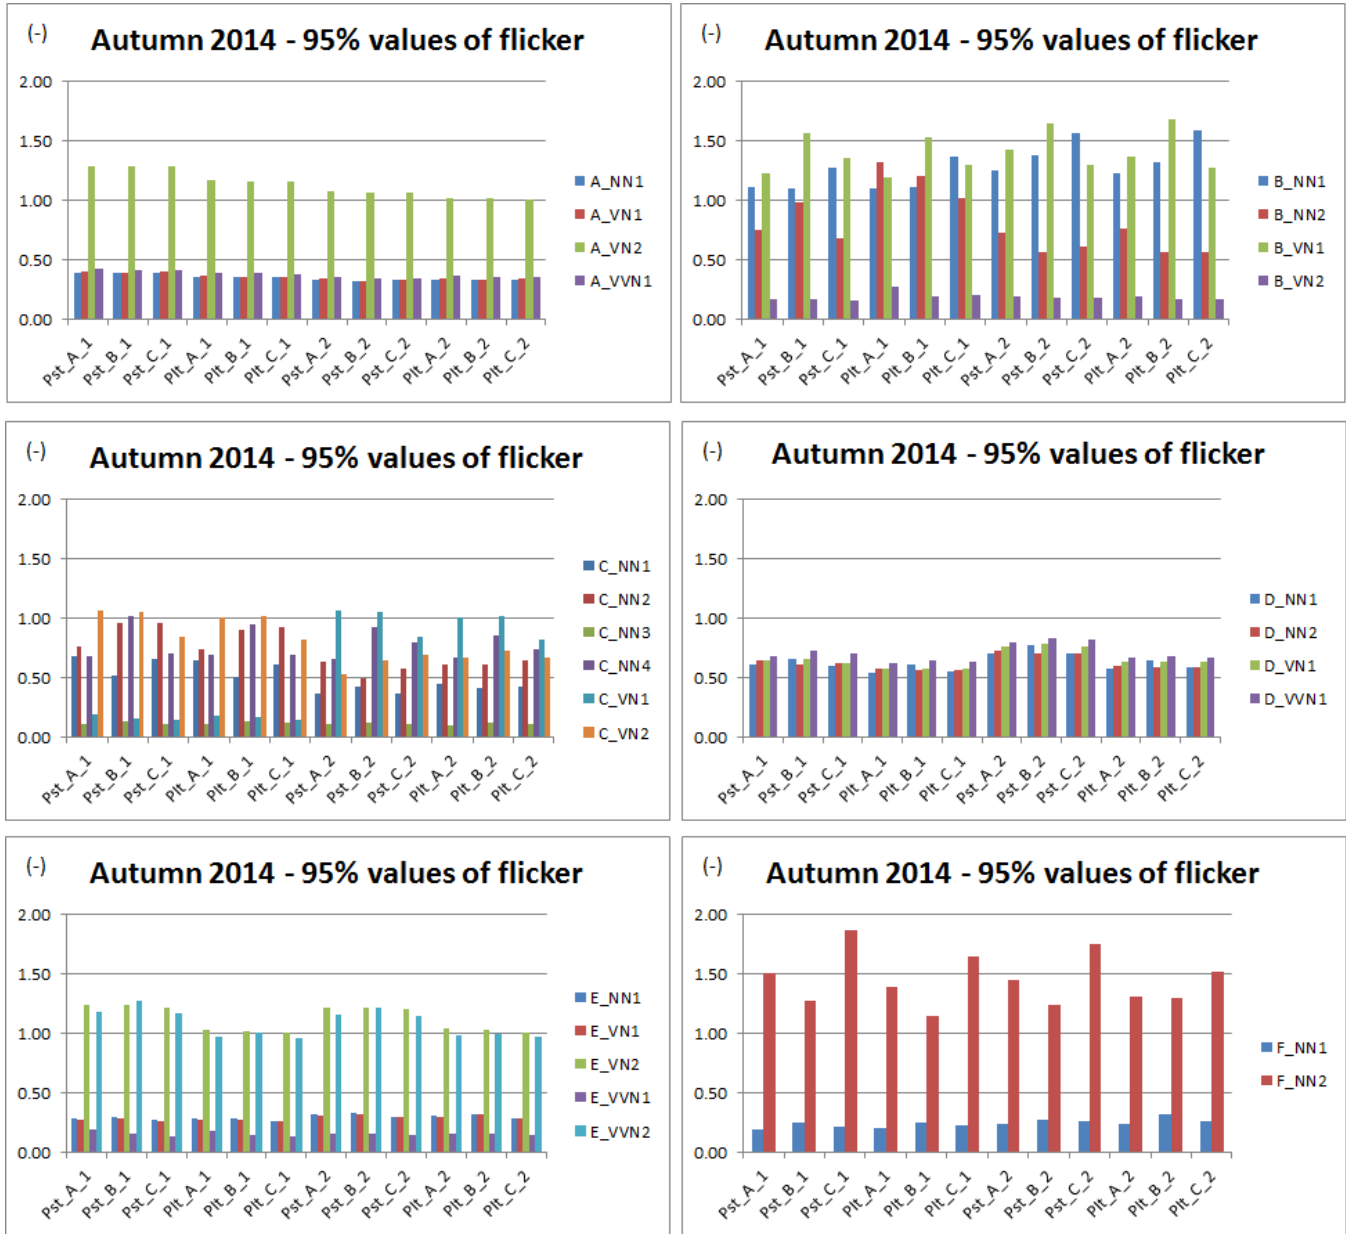 (-) Autumn 2014 - 95% values of flicker
2.00
1.50
1.00
0.50
0.00
Pst_A_1 Pst_B_1 Pst_C_1 Plt_A_1 Plt_B_1 Plt_C_1 Pst_A_2 Pst_B_2 Pst_C_2 Plt_A_2 Plt_B_2 Plt_C_2
A_NN1
A_VN1
A_VN2
A_VVN1
(-) Autumn 2014 - 95% values of flicker
2.00
1.50
1.00
0.50
0.00
Pst_A_1 Pst_B_1 Pst_C_1 Plt_A_1 Plt_B_1 Plt_C_1 Pst_A_2 Pst_B_2 Pst_C_2 Plt_A_2 Plt_B_2 Plt_C_2
B_NN1
B_NN2
B_VN1
B_VN2
(-) Autumn 2014 - 95% values of flicker
2.00
1.50
1.00
0.50
0.00
Pst_A_1 Pst_B_1 Pst_C_1 Plt_A_1 Plt_B_1 Plt_C_1 Pst_A_2 Pst_B_2 Pst_C_2 Plt_A_2 Plt_B_2 Plt_C_2
C_NN1
C_NN2
C_NN3
C_NN4
C_VN1
C_VN2
(-) Autumn 2014 - 95% values of flicker
2.00
1.50
1.00
0.50
0.00
Pst_A_1 Pst_B_1 Pst_C_1 Plt_A_1 Plt_B_1 Plt_C_1 Pst_A_2 Pst_B_2 Pst_C_2 Plt_A_2 Plt_B_2 Plt_C_2
D_NN1
D_NN2
D_VN1
D_VVN1
(-) Autumn 2014 - 95% values of flicker
2.00
1.50
1.00
0.50
0.00
Pst_A_1 Pst_B_1 Pst_C_1 Plt_A_1 Plt_B_1 Plt_C_1 Pst_A_2 Pst_B_2 Pst_C_2 Plt_A_2 Plt_B_2 Plt_C_2
E_NN1
E_VN1
E_VN2
E_VVN1
E_VVN2
(-) Autumn 2014 - 95% values of flicker
2.00
1.50
1.00
0.50
0.00
Pst_A_1 Pst_B_1 Pst_C_1 Plt_A_1 Plt_B_1 Plt_C_1 Pst_A_2 Pst_B_2 Pst_C_2 Plt_A_2 Plt_B_2 Plt_C_2
F_NN1
F_NN2